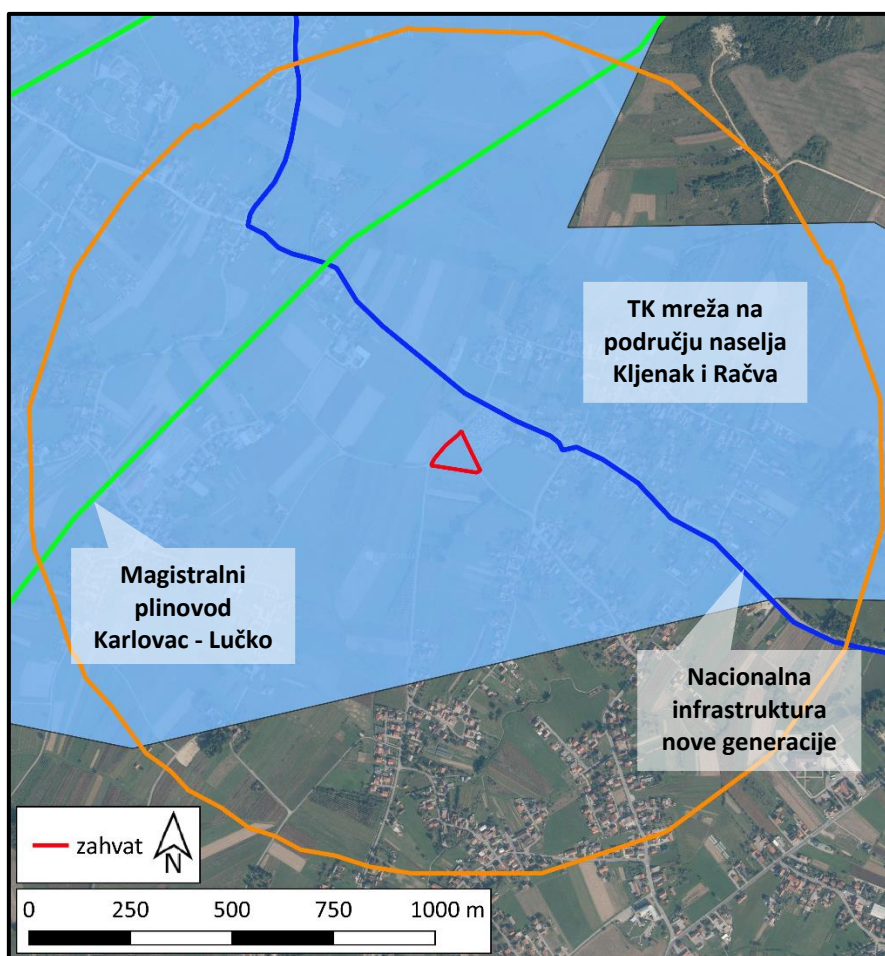 TK mreža na
području naselja
Kljenak i Račva
Magistralni
plinovod
Karlovac - Lučko
Nacionalna
infrastruktura
nove generacije
zahvat
N
0 250 500 750 1000 m